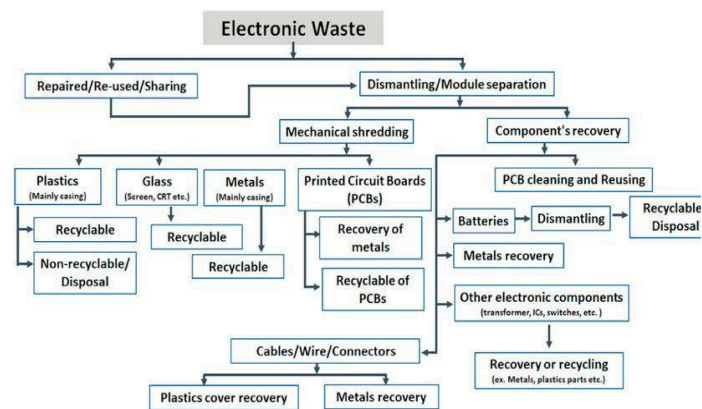 Electronic Waste
Repaired/Re-used/Sharing
Dismantling/Module separation
Mechanical shredding
Component's recovery
Plastics
(Mainly casing)
Glass
(Screen, CRT etc.)
Metals
(Mainly casing)
Printed Circuit Boards
(PCBs)
PCB cleaning and Reusing
Recyclable
Non-recyclable/
Disposal
Recyclable
Recyclable
Recovery of
metals
Recyclable of
PCBs
Batteries
Dismantling
Recyclable/
Disposal
Metals recovery
Other electronic components
(transformer, ICs, switches, etc. )
Recovery or recycling
(ex. Metals, plastics parts etc.)
Cables/Wire/Connectors
Plastics cover recovery
Metals recovery